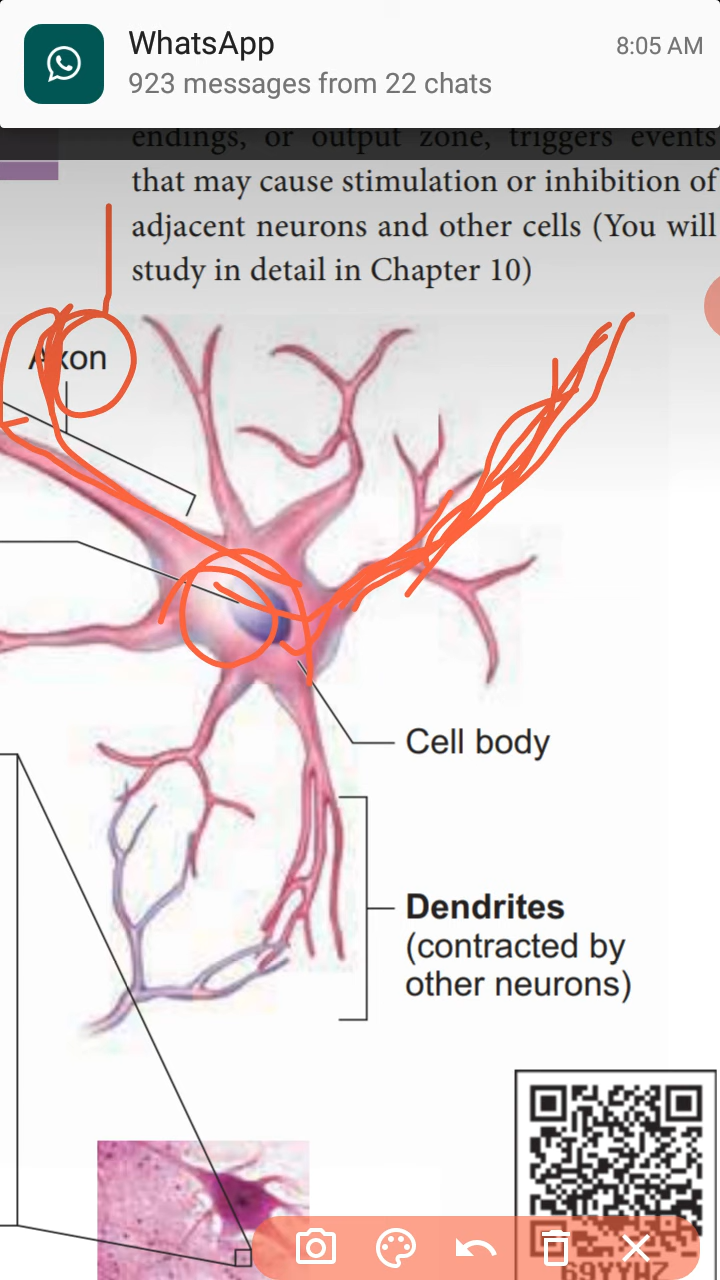 WhatsApp
8:05 AM
923 messages from 22 chats
endings, or output zone, triggers events
that may cause stimulation or inhibition of
adjacent neurons and other cells (You will
study in detail in Chapter 10)
Axon
Cell body
Dendrites
(contracted by
other neurons)